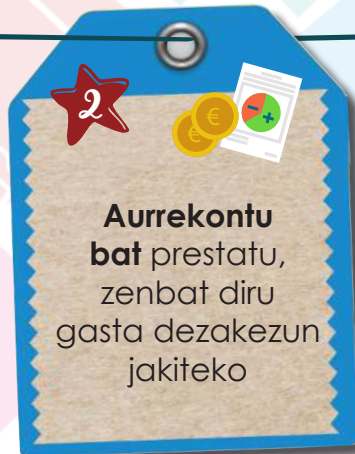 2
Aurrekontu
bat prestatu,
zenbat diru
gasta dezakezun
jakiteko